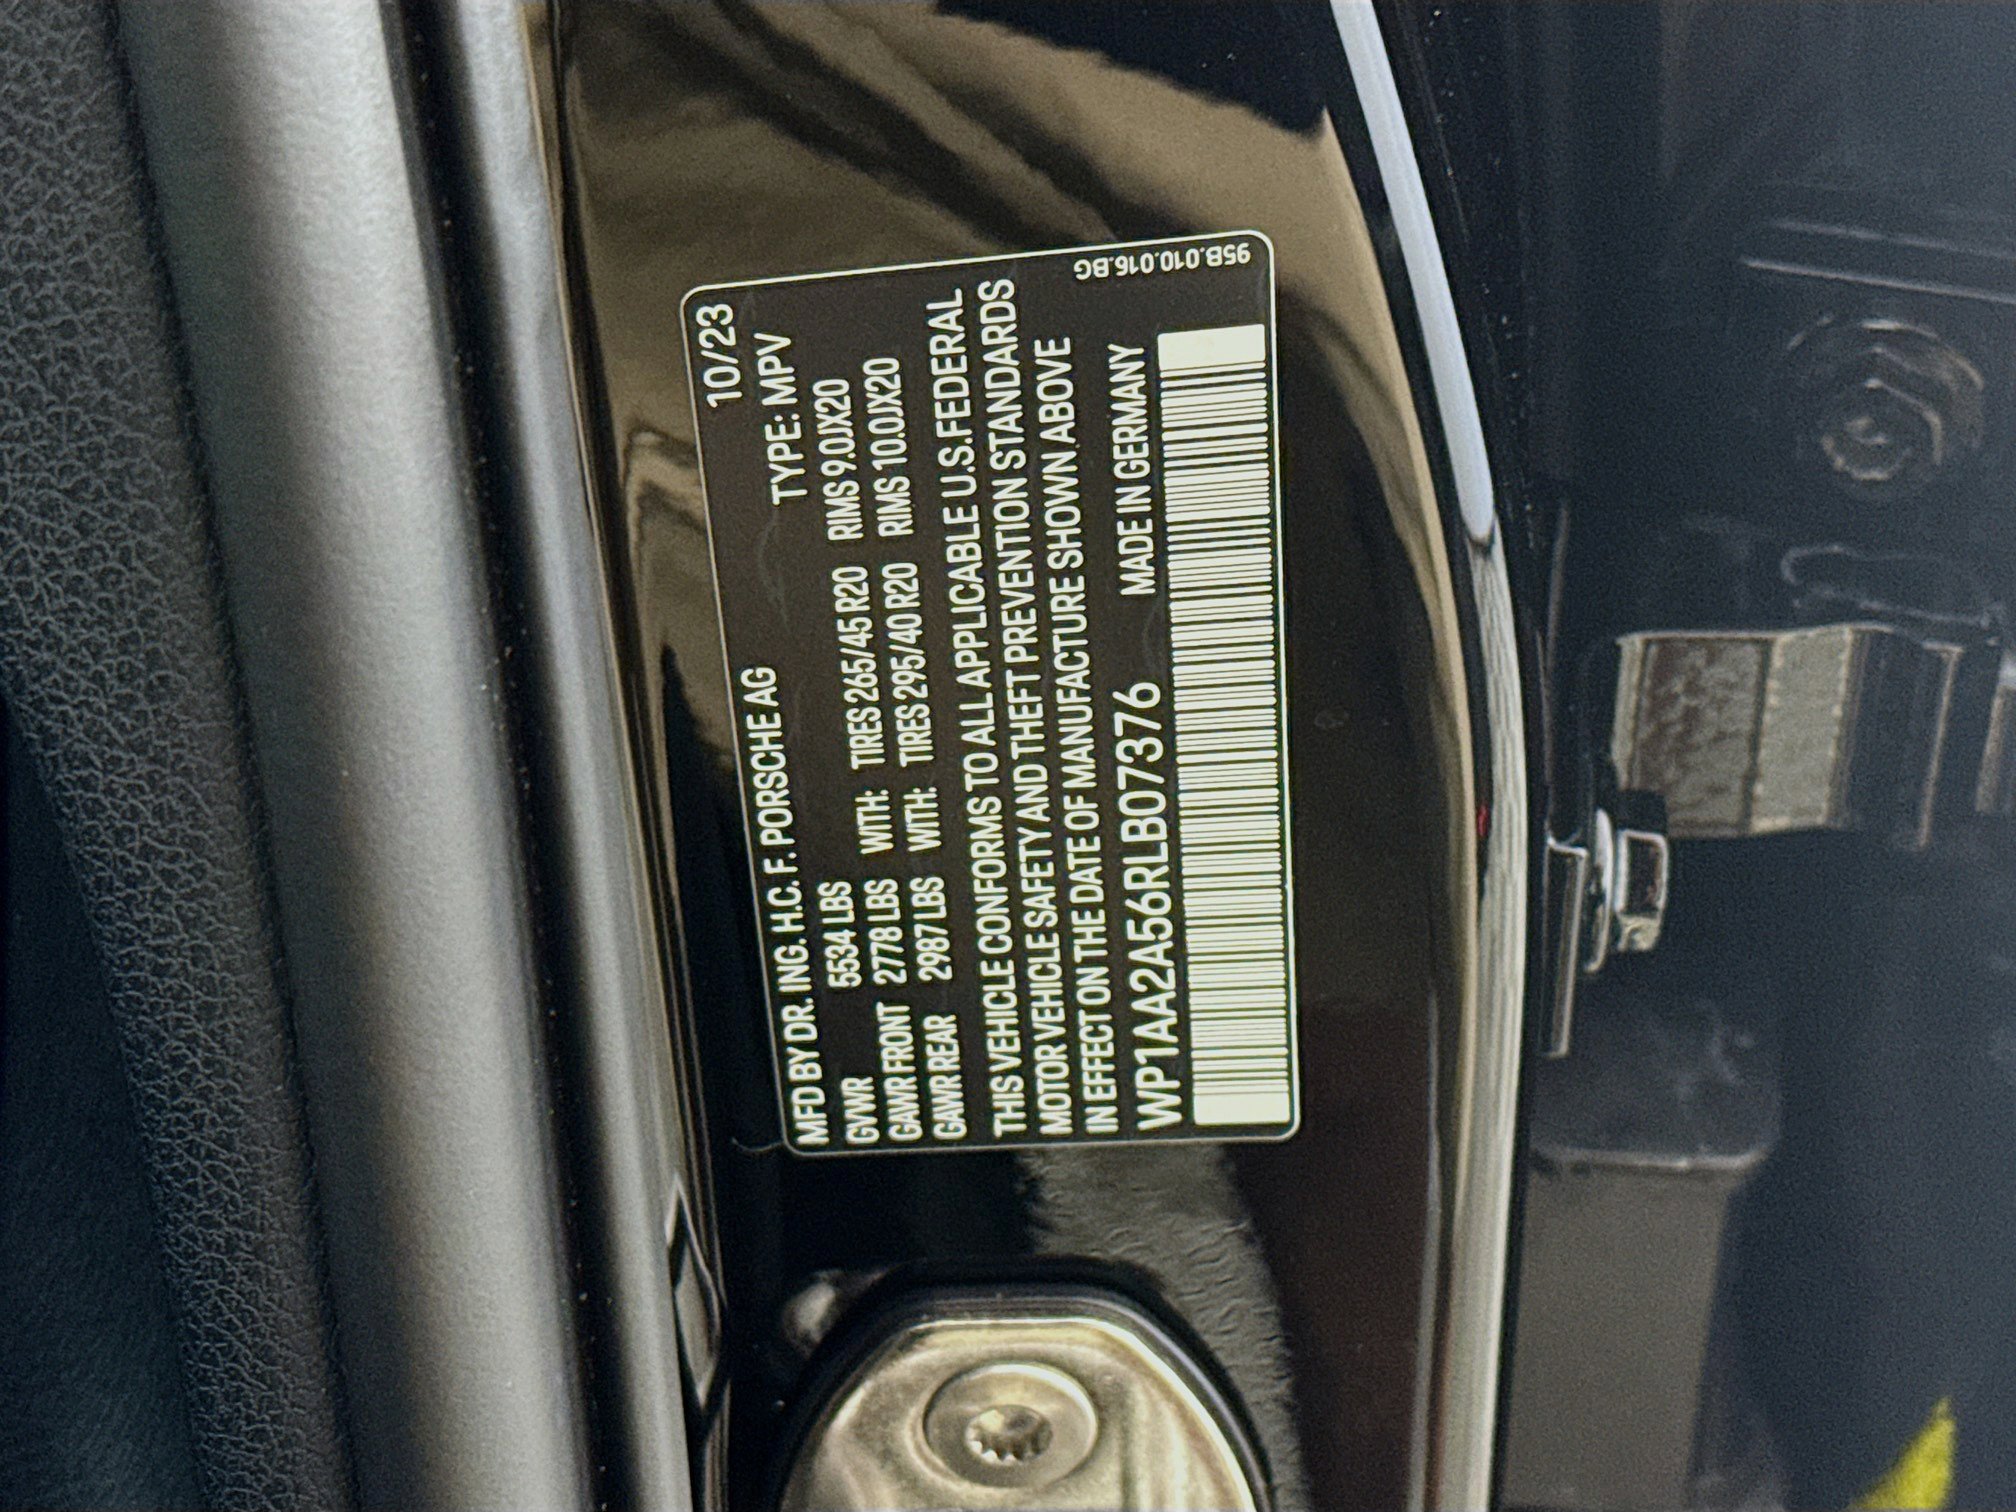 10/23
MFD BY DR. ING. H.C. F. PORSCHE AG TYPE: MPV
GVWR 5534 LBS
GAWR FRONT 2778 LBS WITH: TIRES 265/45 R20 RIMS 9.0JX20
GAWR REAR 2987 LBS WITH: TIRES 295/40 R20 RIMS 10.0JX20
THIS VEHICLE CONFORMS TO ALL APPLICABLE U.S.FEDERAL
MOTOR VEHICLE SAFETY AND THEFT PREVENTION STANDARDS
IN EFFECT ON THE DATE OF MANUFACTURE SHOWN ABOVE
WP1AA2A56RLB07376 MADE IN GERMANY
95B.010.016.BG